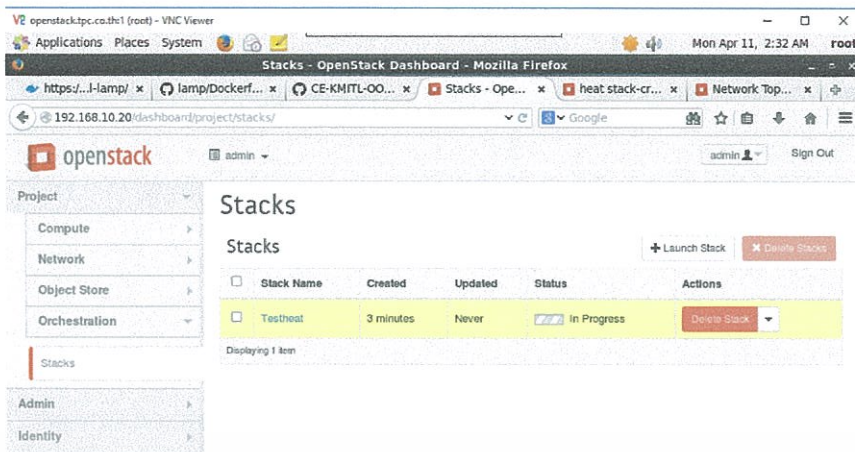 openstack.tpc.co.th:1 (root) - VNC Viewer
Applications Places System
Mon Apr 11, 2:32 AM root
Stacks - OpenStack Dashboard - Mozilla Firefox
https:/...l-lamp/ × lamp/Dockerf... × CE-KMITL-OO... × Stacks - Ope... × heat stack-cr... × Network Top... ×
192.168.10.20/dashboard/project/stacks/ Google
openstack admin admin Sign Out
Project
Compute
Network
Object Store
Orchestration
Stacks
Admin
Identity
Stacks
Stacks
Launch Stack Delete Stacks
Stack Name Created Updated Status Actions
Testheat 3 minutes Never In Progress Delete Stack
Displaying 1 item